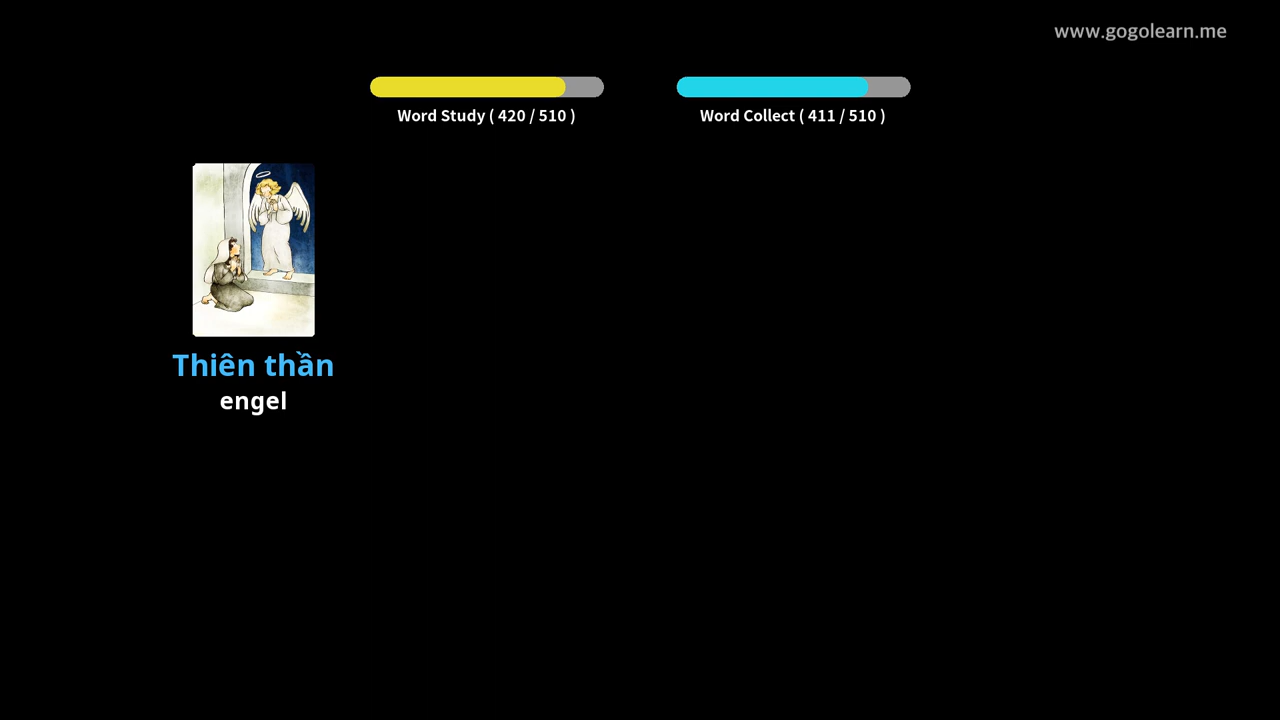 www.gogolearn.me
Word Study ( 420 / 510 )
Word Collect ( 411 / 510 )
Thiên thần
engel